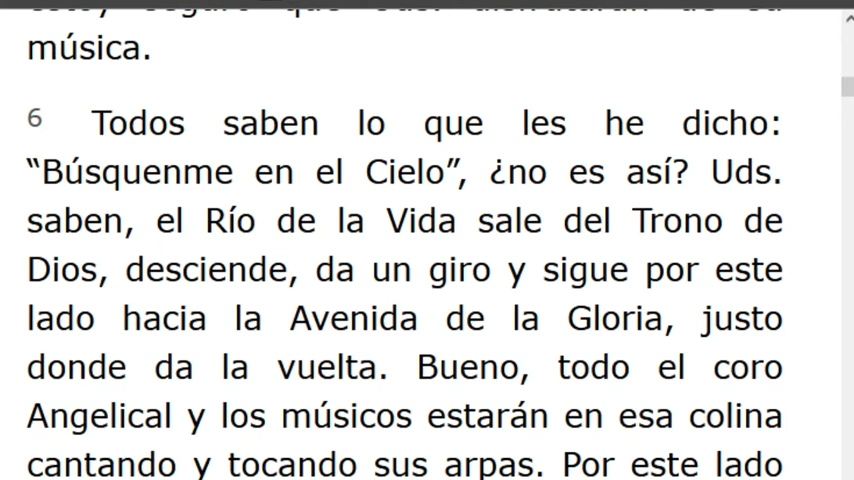 música.
6 Todos saben lo que les he dicho:
“Búsquenme en el Cielo”, ¿no es así? Uds.
saben, el Río de la Vida sale del Trono de
Dios, desciende, da un giro y sigue por este
lado hacia la Avenida de la Gloria, justo
donde da la vuelta. Bueno, todo el coro
Angelical y los músicos estarán en esa colina
cantando y tocando sus arpas. Por este lado